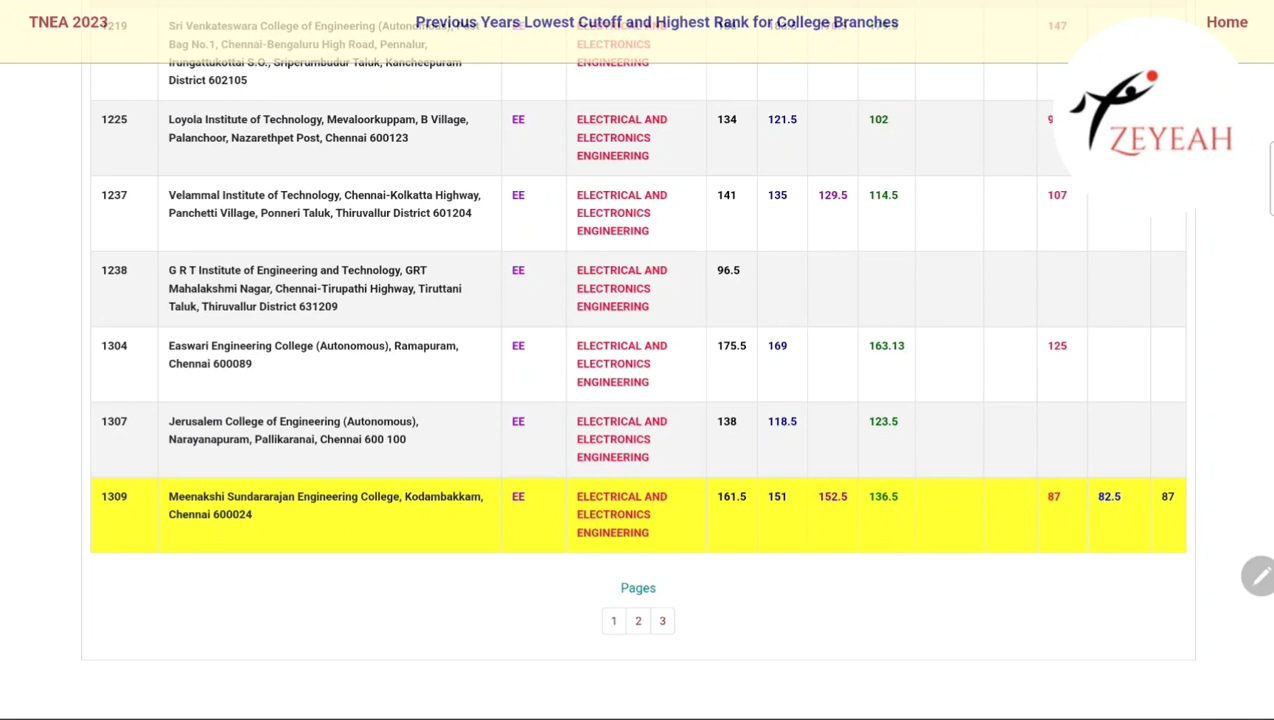 TNEA 2023
Previous Years Lowest Cutoff and Highest Rank for College Branches
Home
1219
Sri Venkateswara College of Engineering (Autonomous), Post
Bag No.1, Chennai-Bengaluru High Road, Pennalur,
Irungattukottai S.O., Sriperumbudur Taluk, Kancheepuram
District 602105
EE
ELECTRICAL AND
ELECTRONICS
ENGINEERING
147
1225
Loyola Institute of Technology, Mevaloorkuppam, B Village,
Palanchoor, Nazarethpet Post, Chennai 600123
EE
ELECTRICAL AND
ELECTRONICS
ENGINEERING
134
121.5
102
ZEYEAH
1237
Velammal Institute of Technology, Chennai-Kolkatta Highway,
Panchetti Village, Ponneri Taluk, Thiruvallur District 601204
EE
ELECTRICAL AND
ELECTRONICS
ENGINEERING
141
135
129.5
114.5
107
1238
G R T Institute of Engineering and Technology, GRT
Mahalakshmi Nagar, Chennai-Tirupathi Highway, Tiruttani
Taluk, Thiruvallur District 631209
EE
ELECTRICAL AND
ELECTRONICS
ENGINEERING
96.5
1304
Easwari Engineering College (Autonomous), Ramapuram,
Chennai 600089
EE
ELECTRICAL AND
ELECTRONICS
ENGINEERING
175.5
169
163.13
125
1307
Jerusalem College of Engineering (Autonomous),
Narayanapuram, Pallikaranai, Chennai 600 100
EE
ELECTRICAL AND
ELECTRONICS
ENGINEERING
138
118.5
123.5
1309
Meenakshi Sundararajan Engineering College, Kodambakkam,
Chennai 600024
EE
ELECTRICAL AND
ELECTRONICS
ENGINEERING
161.5
151
152.5
136.5
87
82.5
87
Pages
1
2
3